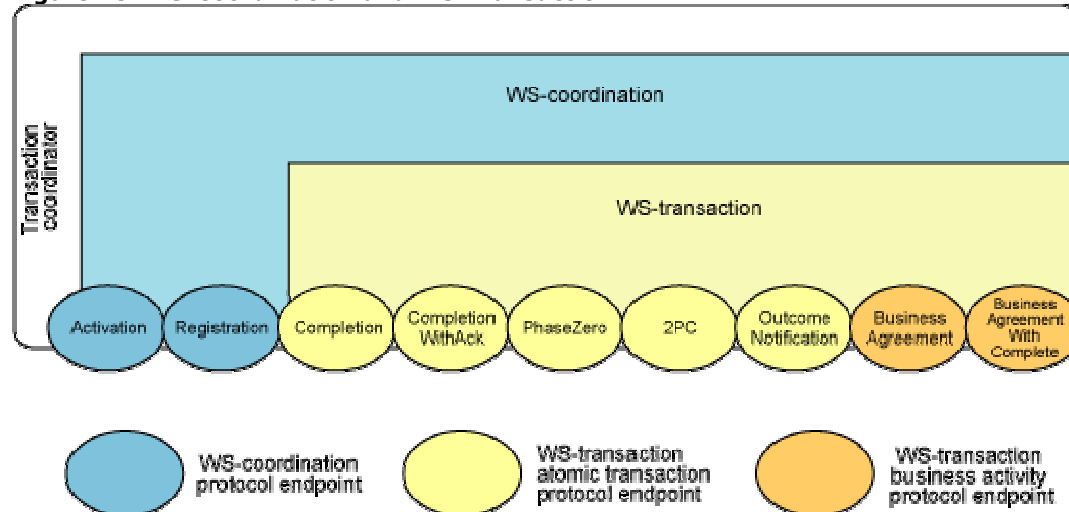 WS-coordination
WS-transaction
Transaction
coordinator
Activation
Registration
Completion
Completion
WithAck
PhaseZero
2PC
Outcome
Notification
Business
Agreement
Business
Agreement
With
Complete
WS-coordination
protocol endpoint
WS-transaction
atomic transaction
protocol endpoint
WS-transaction
business activity
protocol endpoint